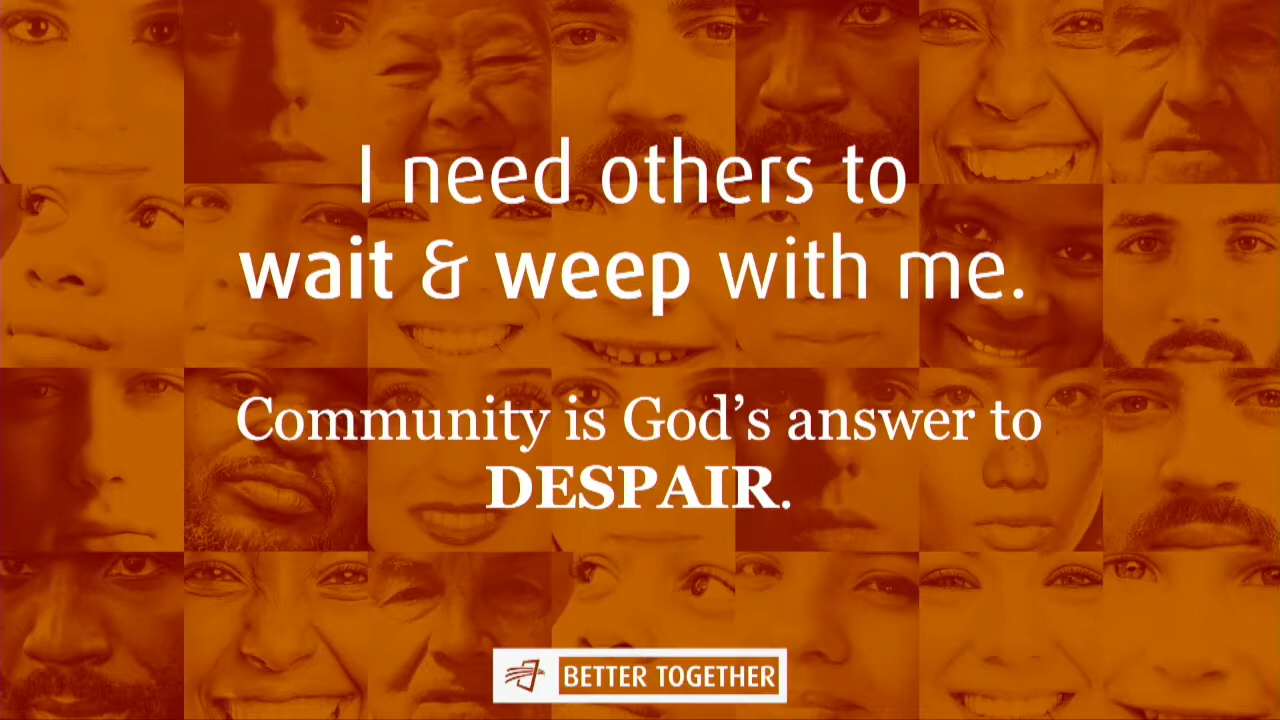 I need others to
wait & weep with me.
Community is God’s answer to
DESPAIR.
BETTER TOGETHER